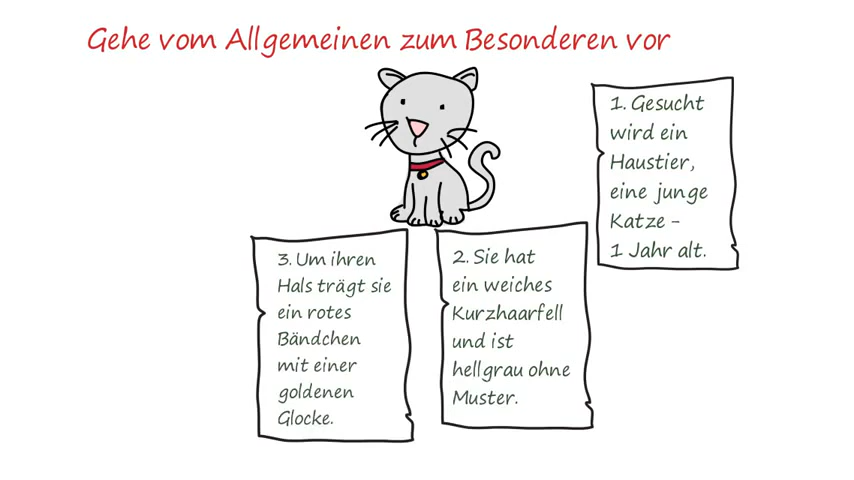 Gehe vom Allgemeinen zum Besonderen vor
1. Gesucht
wird ein
Haustier,
eine junge
Katze -
1 Jahr alt.
2. Sie hat
ein weiches
Kurzhaarfell
und ist
hellgrau ohne
Muster.
3. Um ihren
Hals trägt sie
ein rotes
Bändchen
mit einer
goldenen
Glocke.